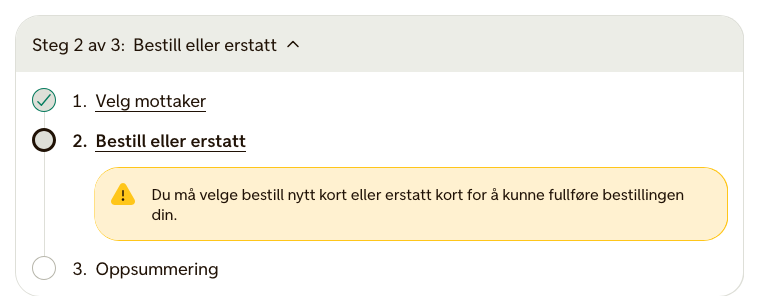 Steg 2 av 3: Bestill eller erstatt
1. Velg mottaker
2. Bestill eller erstatt
Du må velge bestill nytt kort eller erstatt kort for å kunne fullføre bestillingen
din.
3. Oppsummering